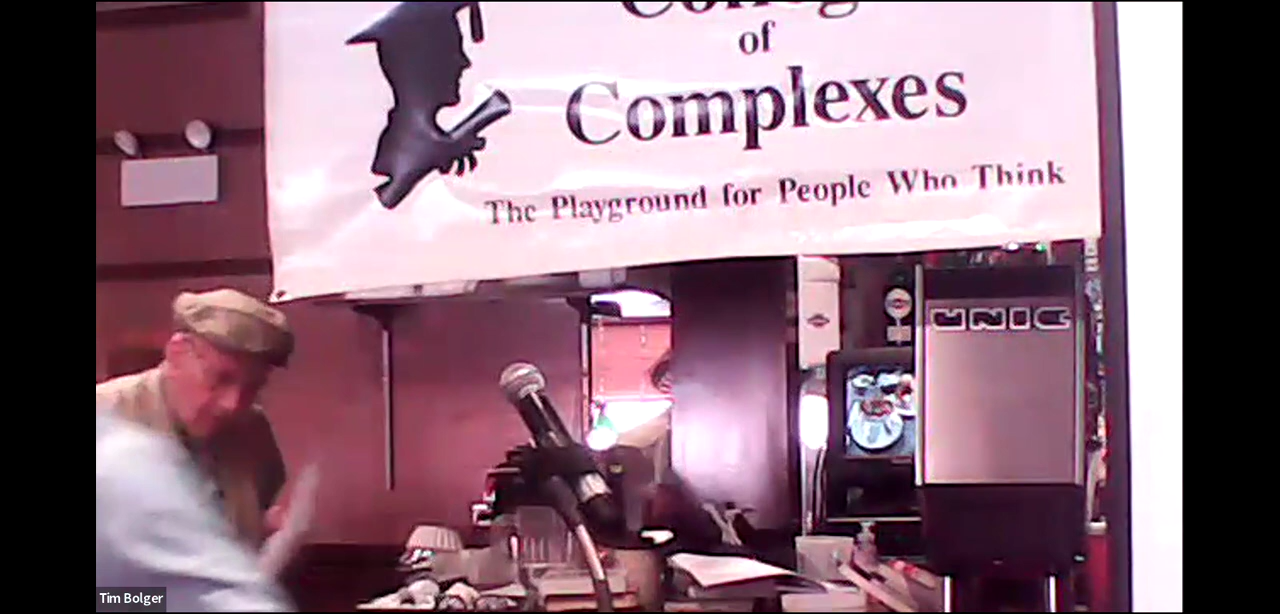 of
Complexes
The Playground for People Who Think
UNIC
Tim Bolger